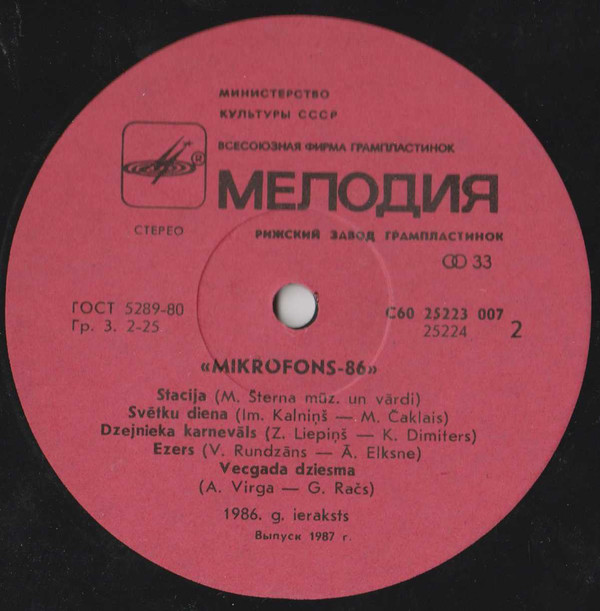 МИНИСТЕРСТВО
КУЛЬТУРЫ СССР
ВСЕСОЮЗНАЯ ФИРМА ГРАМПЛАСТИНОК
®
МЕЛОДИЯ
СТЕРЕО
РИЖСКИЙ ЗАВОД ГРАМПЛАСТИНОК
33
ГОСТ 5289-80
Гр. 3. 2-25
С60 25223 007
25224
2
«MIKROFONS-86»
Stacija (M. Šterna mūz. un vārdi)
Svētku diena (Im. Kalniņš — M. Čaklais)
Dzejnieka karnevāls (Z. Liepiņš — K. Dimiters)
Ezers (V. Rundzāns — Ā. Elksne)
Vecgada dziesma
(A. Virga — G. Račs)
1986. g. ieraksts
Выпуск 1987 г.